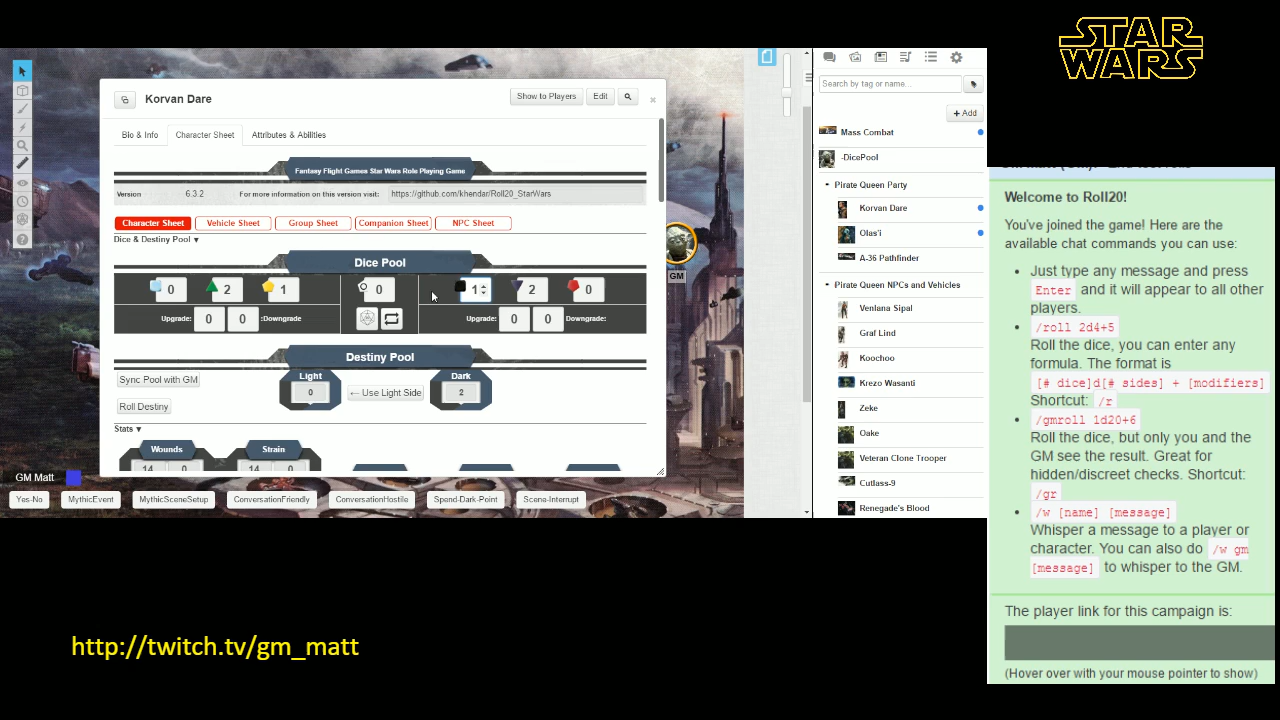 STAR
WARS
Korvan Dare
Show to Players
Edit
×
Bio & Info
Character Sheet
Attributes & Abilities
Fantasy Flight Games Star Wars Role Playing Game
Version
6.3.2
For more information on this version visit:
https://github.com/khendar/Roll20_StarWars
Character Sheet
Vehicle Sheet
Group Sheet
Companion Sheet
NPC Sheet
Dice & Destiny Pool ▾
Dice Pool
0
2
1
0
1
2
0
Upgrade:
0
0
:Downgrade
Upgrade:
0
0
Downgrade:
Destiny Pool
Sync Pool with GM
Roll Destiny
Light
0
← Use Light Side
Dark
2
Stats ▾
Wounds
14
0
Strain
14
0
GM
GM Matt
Yes-No
MythicEvent
MythicSceneSetup
ConversationFriendly
ConversationHostile
Spend-Dark-Point
Scene-Interrupt
Search by tag or name...
+ Add
Mass Combat
-DicePool
Pirate Queen Party
Korvan Dare
Olas'i
A-36 Pathfinder
Pirate Queen NPCs and Vehicles
Venlana Sipal
Graf Lind
Koochoo
Krezo Wasanti
Zeke
Oake
Veteran Clone Trooper
Cutlass-9
Renegade's Blood
Welcome to Roll20!
You've joined the game! Here are the
available chat commands you can use:
• Just type any message and press
Enter and it will appear to all other
players.
• /roll 2d4+5
Roll the dice, you can enter any
formula. The format is
[# dice]d[# sides] + [modifiers]
Shortcut: /r
• /gmroll 1d20+6
Roll the dice, but only you and the
GM see the result. Great for
hidden/discreet checks. Shortcut:
/gr
• /w [name] [message]
Whisper a message to a player or
character. You can also do /w gm
[message] to whisper to the GM.
The player link for this campaign is:
(Hover over with your mouse pointer to show)
http://twitch.tv/gm_matt